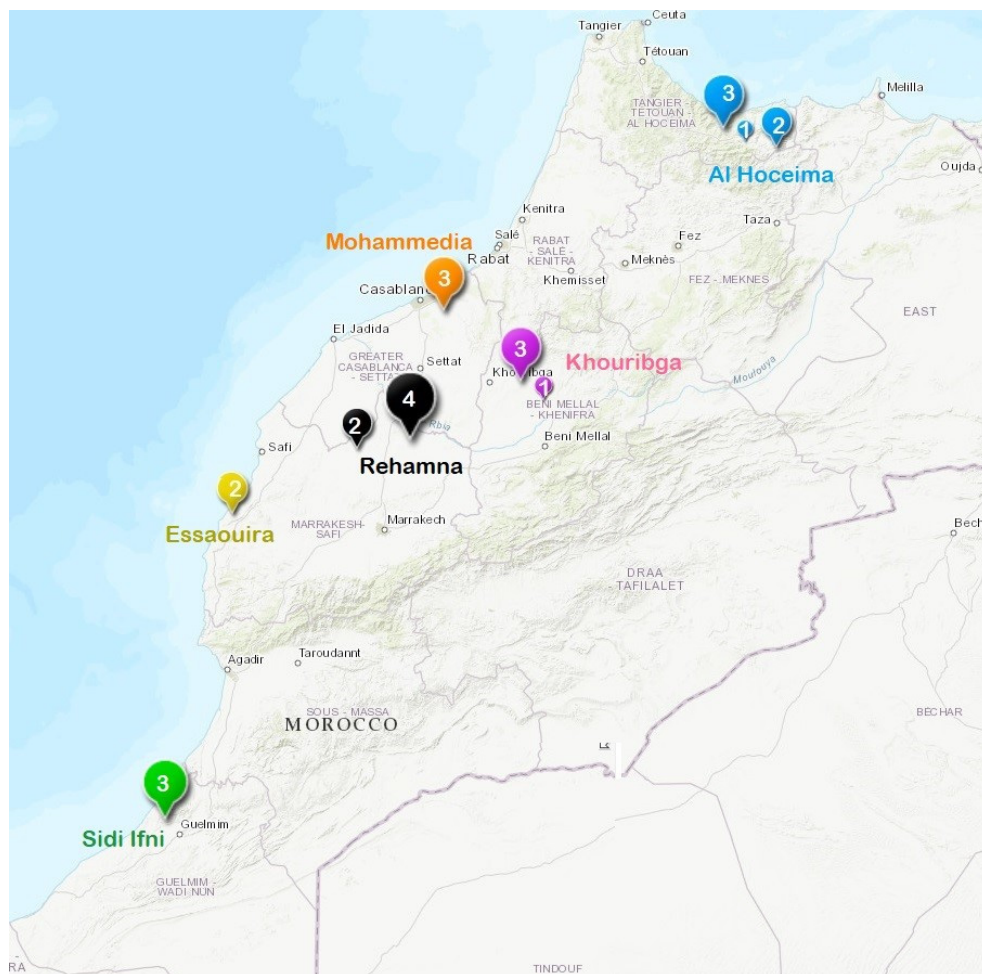 Ceuta
Tangier
Tétouan
3
Melilla
TANGIER -
TETOUAN -
AL HOCEIMA
1
2
Oujda
Al Hoceima
Kenitra
Taza
Mohammedia
Salé
Rabat
RABAT
- SALE -
KENITRA
Fez
Meknès
3
Khemisset
FEZ - MEKNES
Casablanc
EAST
El Jadida
3
GREATER
CASABLANCA
- SETTAT
Settat
Khouribga
Khouribga
1
Moulouya
4
BENI MELLAL
- KHENIFRA
2
Rbia
Beni Mellal
Safi
Rehamna
2
Essaouira
MARRAKESH-
SAFI
Marrakech
Bech
DRAA
- TAFILALET
Agadir
Taroudannt
SOUS - MASSA
MOROCCO
BÉCHAR
3
Sidi Ifni
Guelmim
GUELMIM -
WADI NUN
-
RA
TINDOUF